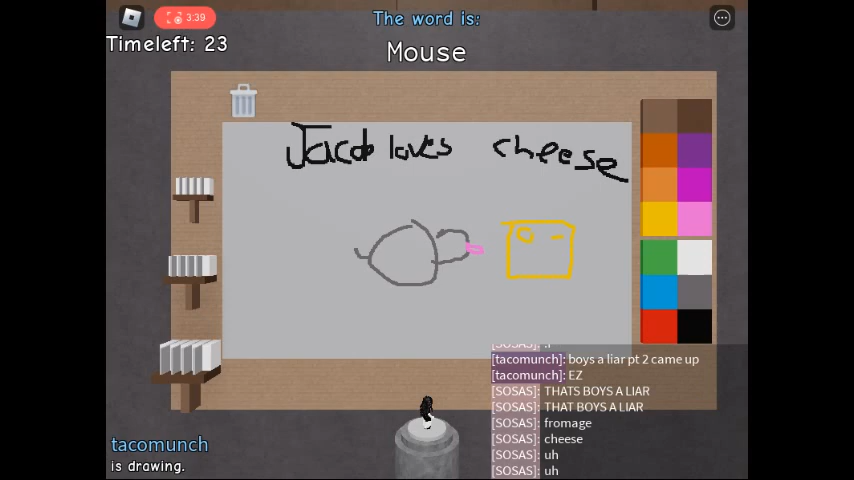 3:39
The word is:
Timeleft: 23
Mouse
Jacob loves cheese
[tacomunch]: boys a liar pt 2 came up
[tacomunch]: EZ
[SOSAS]: THATS BOYS A LIAR
[SOSAS]: THAT BOYS A LIAR
[SOSAS]: fromage
[SOSAS]: cheese
[SOSAS]: uh
[SOSAS]: uh
tacomunch
is drawing.